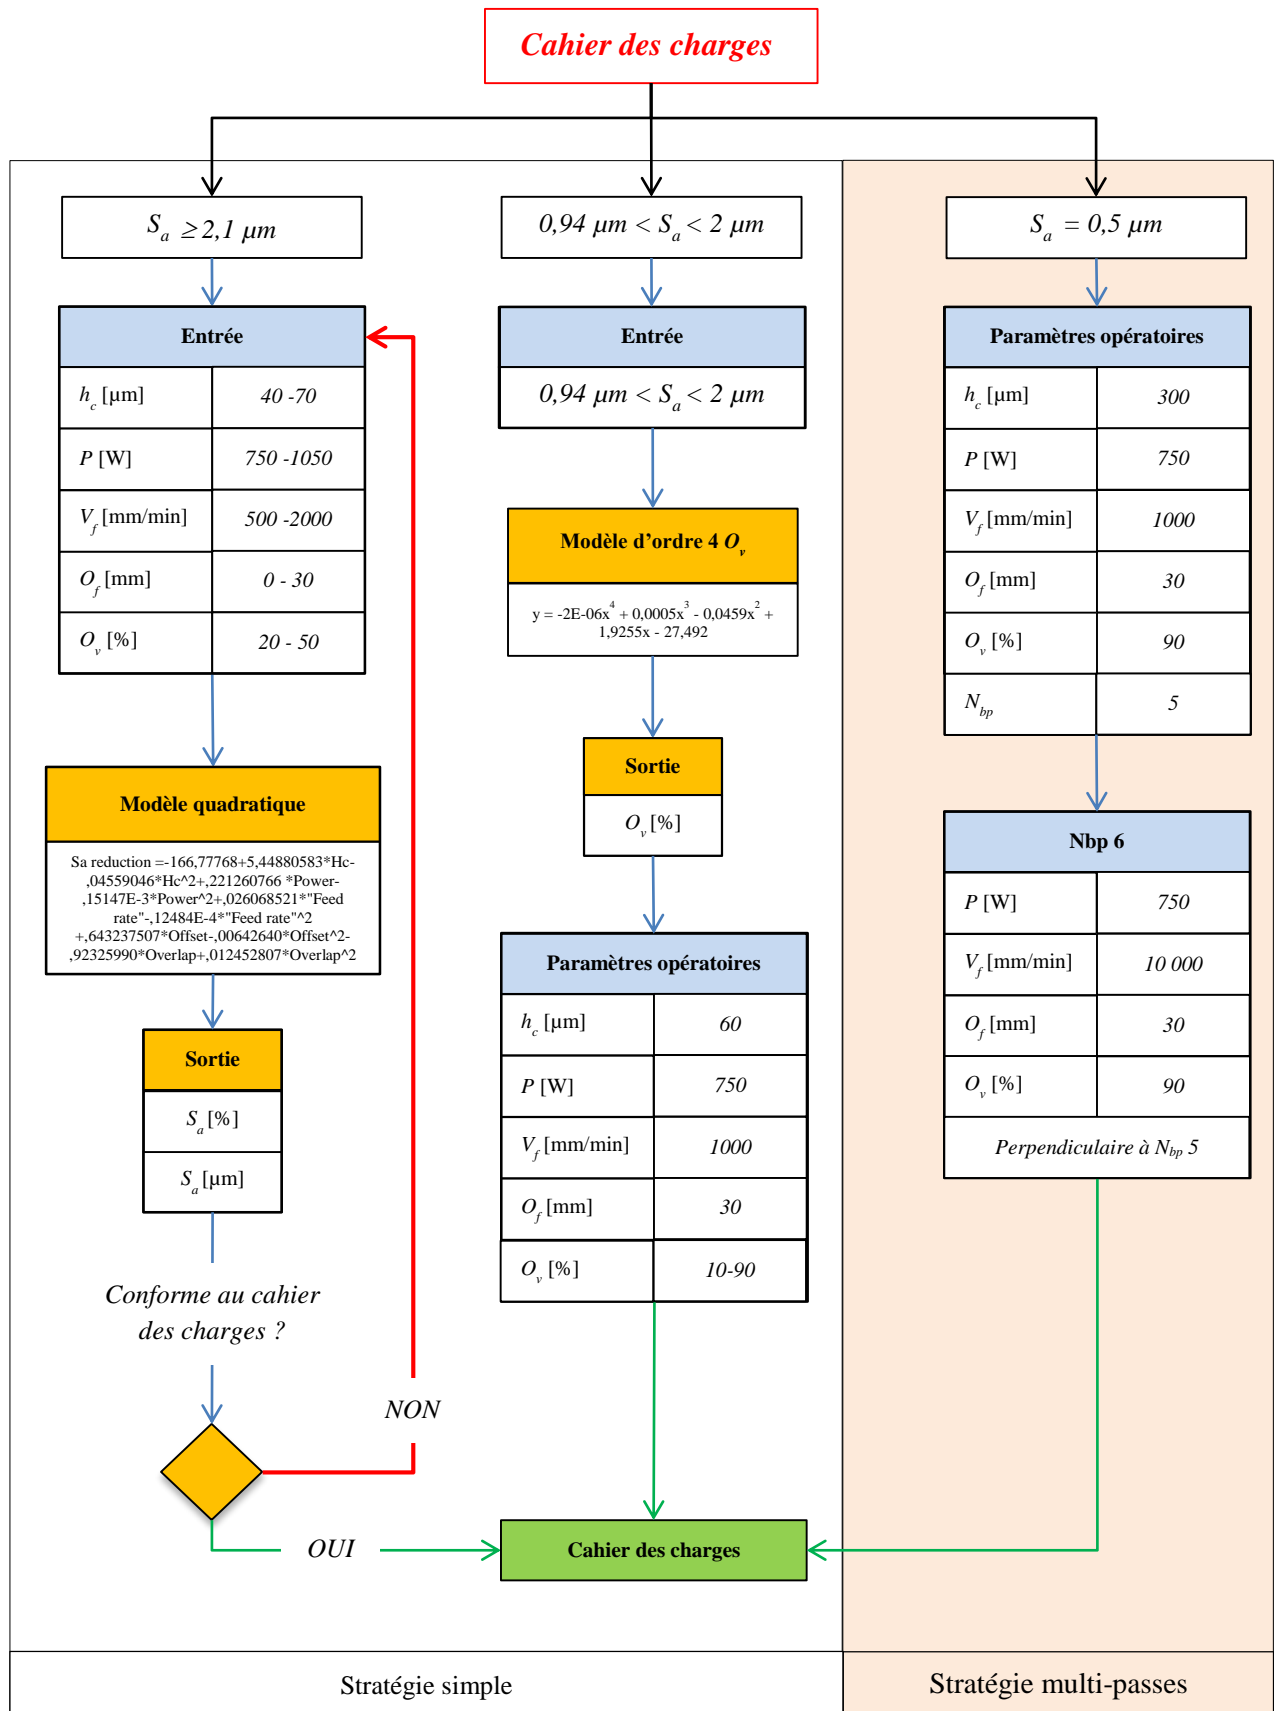 Cahier des charges
S_a ≥ 2,1 µm
Entrée
h_c [µm] 40 -70
P [W] 750 -1050
V_f [mm/min] 500 -2000
O_f [mm] 0 - 30
O_v [%] 20 - 50
Modèle quadratique
Sa reduction =-166,77768+5,44880583*Hc-
,04559046*Hc^2+,221260766 *Power-
,15147E-3*Power^2+,026068521*"Feed
rate"-,12484E-4*"Feed rate"^2
+,643237507*Offset-,00642640*Offset^2-
,92325990*Overlap+,012452807*Overlap^2
Sortie
S_a [%]
S_a [µm]
Conforme au cahier
des charges ?
NON
OUI
0,94 µm < S_a < 2 µm
Entrée
0,94 µm < S_a < 2 µm
Modèle d'ordre 4 O_v
y = -2E-06x^4 + 0,0005x^3 - 0,0459x^2 +
1,9255x - 27,492
Sortie
O_v [%]
Paramètres opératoires
h_c [µm] 60
P [W] 750
V_f [mm/min] 1000
O_f [mm] 30
O_v [%] 10-90
Cahier des charges
Stratégie simple
S_a = 0,5 µm
Paramètres opératoires
h_c [µm] 300
P [W] 750
V_f [mm/min] 1000
O_f [mm] 30
O_v [%] 90
N_bp 5
Nbp 6
P [W] 750
V_f [mm/min] 10 000
O_f [mm] 30
O_v [%] 90
Perpendiculaire à N_bp 5
Stratégie multi-passes